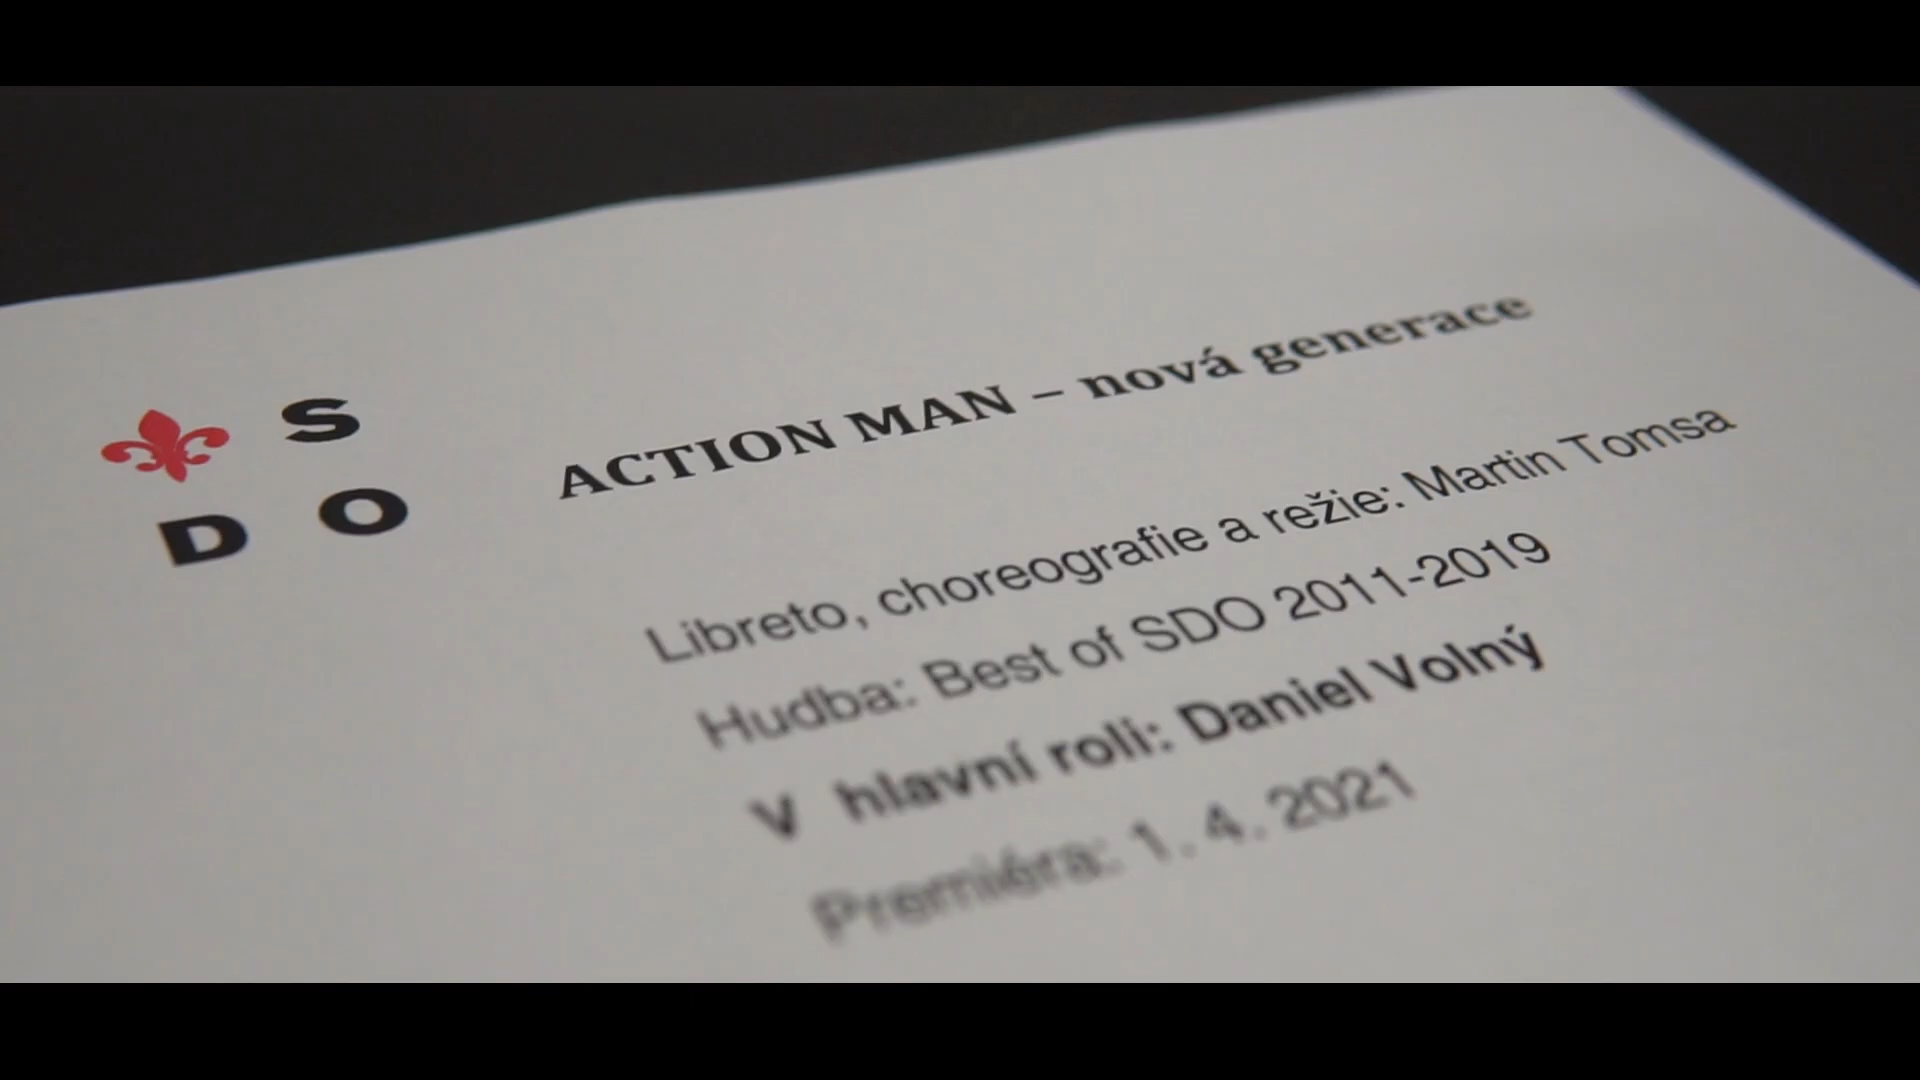 S
D O
ACTION MAN – nová generace
Libreto, choreografie a režie: Martin Tomsa
Hudba: Best of SDO 2011-2019
V hlavní roli: Daniel Volný
Premiéra: 1. 4. 2021